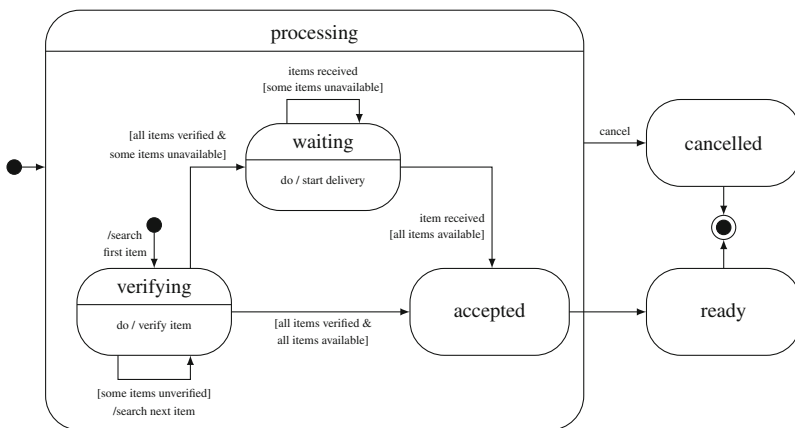 processing
items received
[some items unavailable]
waiting
do / start delivery
[all items verified &
some items unavailable]
cancel
cancelled
/search
first item
item received
[all items available]
verifying
do / verify item
accepted
ready
[all items verified &
all items available]
[some items unverified]
/search next item